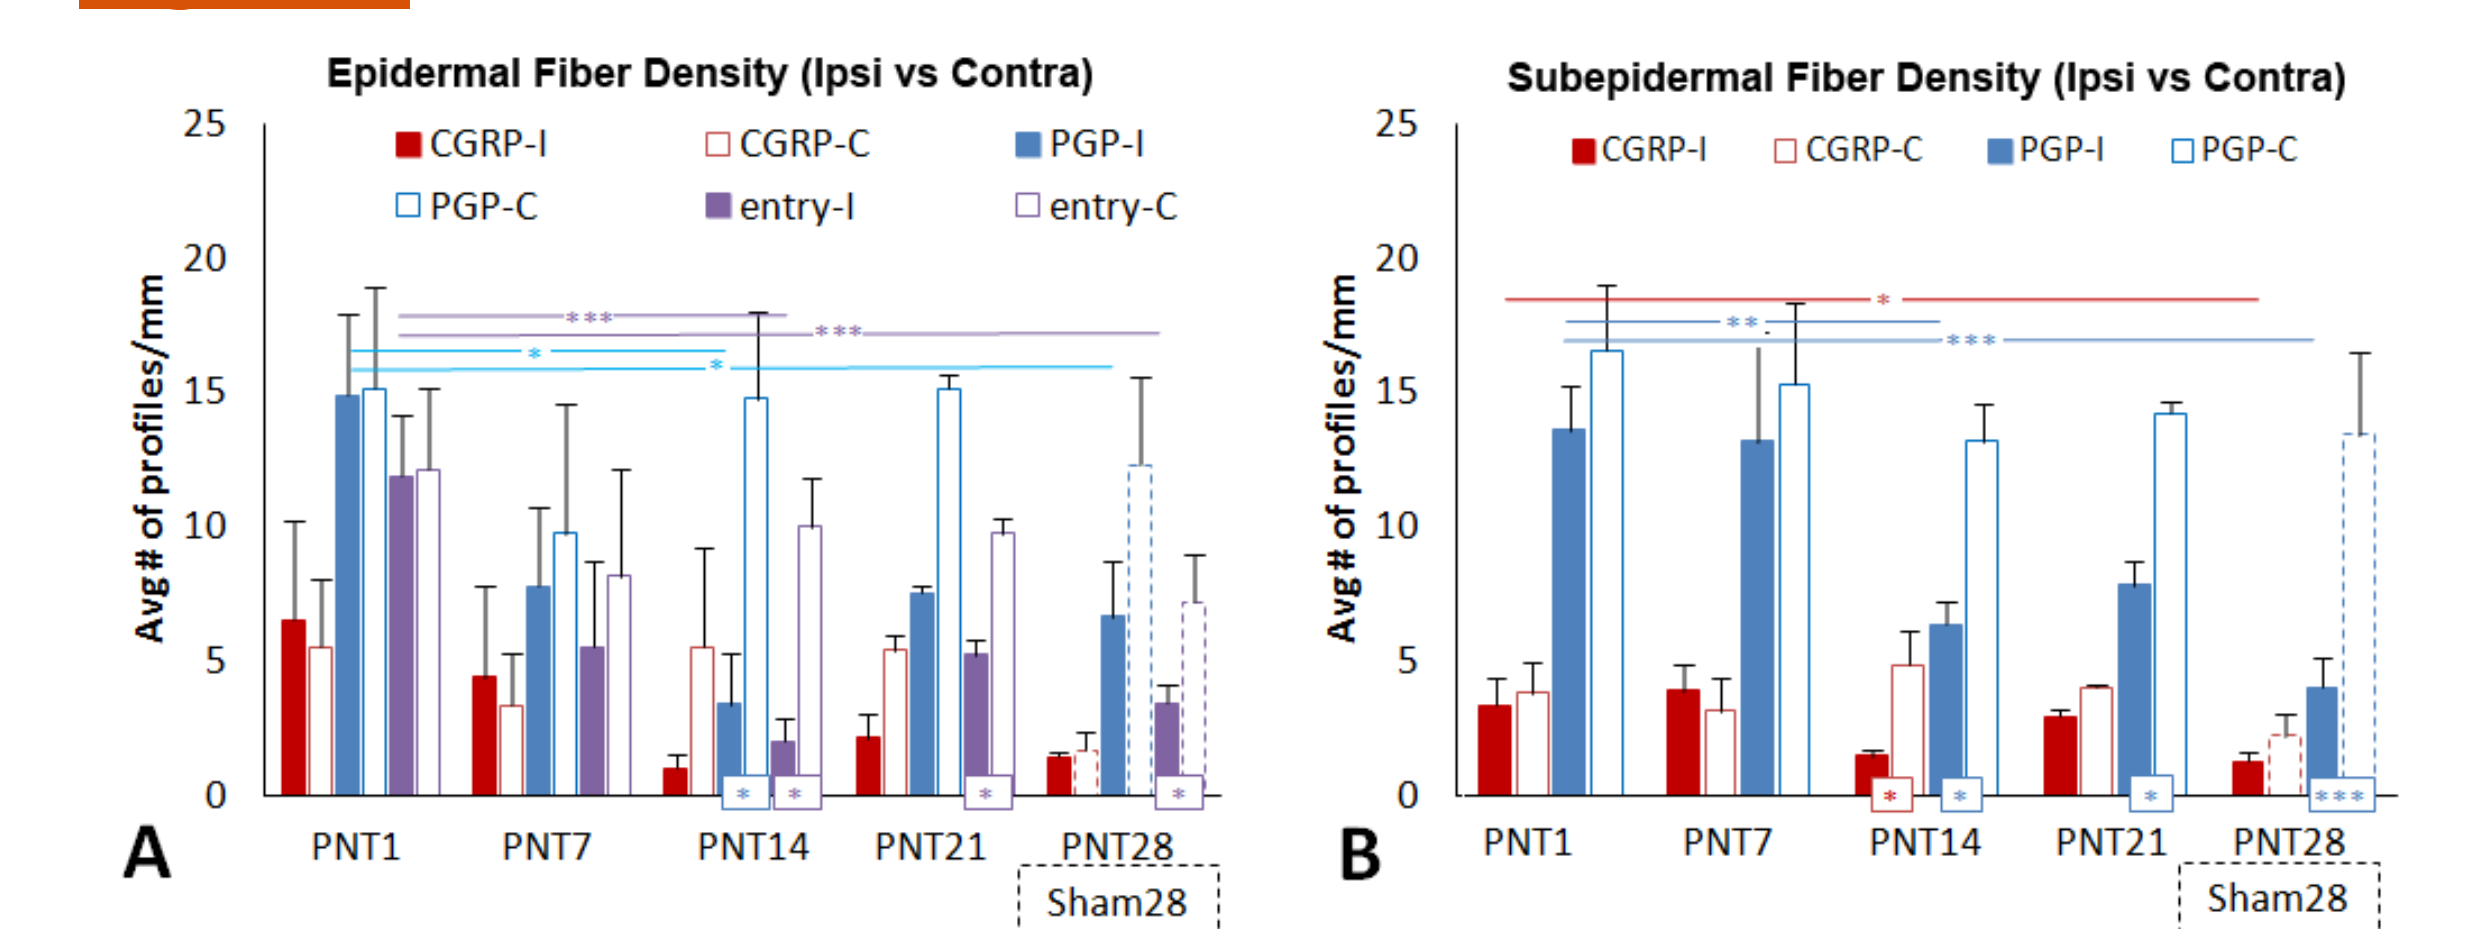 Epidermal Fiber Density (Ipsi vs Contra)
25
CGRP-I CGRP-C PGP-I
PGP-C entry-I entry-C
20
***
***
*
*
15
10
5
0
* * * *
Avg# of profiles/mm
PNT1 PNT7 PNT14 PNT21 PNT28
Sham28
A
Subepidermal Fiber Density (Ipsi vs Contra)
25
CGRP-I CGRP-C PGP-I PGP-C
20
*
**
***
15
10
5
0
* * * ***
Avg# of profiles/mm
PNT1 PNT7 PNT14 PNT21 PNT28
Sham28
B